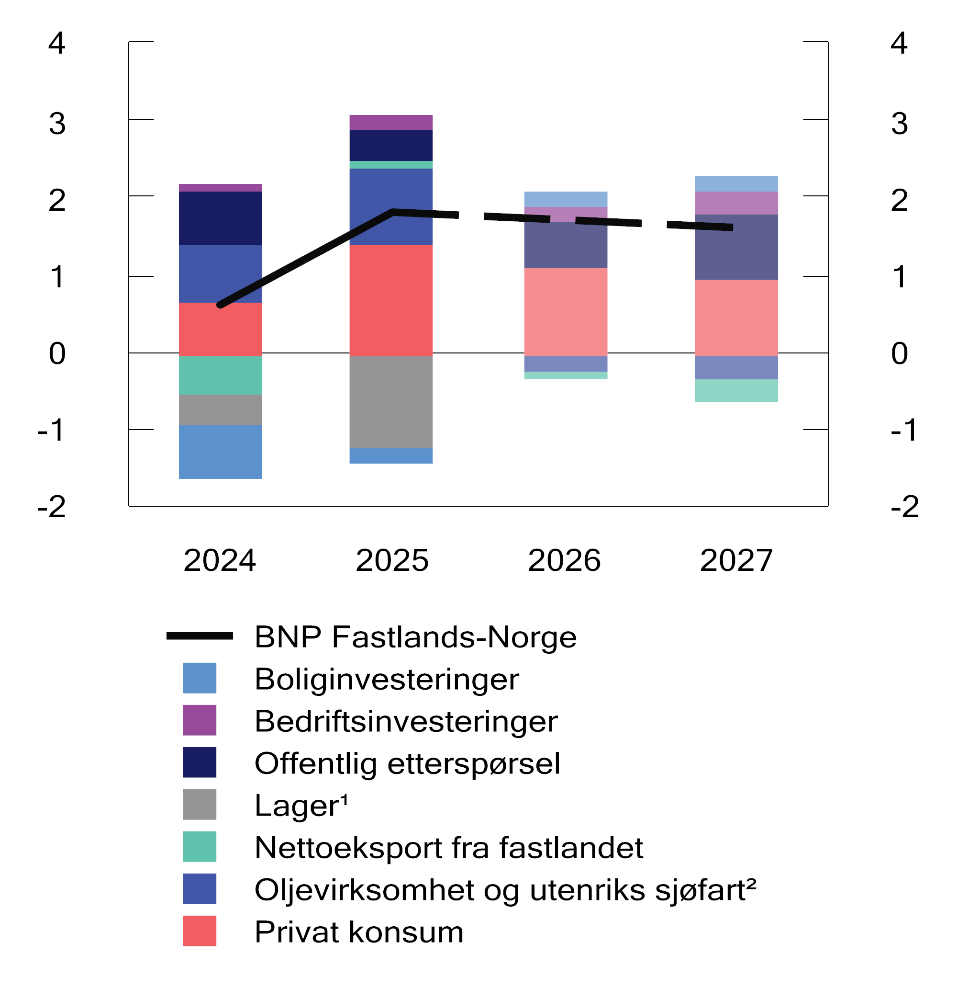 4 4
3 3
2 2
1 1
0 0
-1 -1
-2 -2
2024 2025 2026 2027
BNP Fastlands-Norge
Boliginvesteringer
Bedriftsinvesteringer
Offentlig etterspørsel
Lager¹
Nettoeksport fra fastlandet
Oljevirksomhet og utenriks sjøfart²
Privat konsum